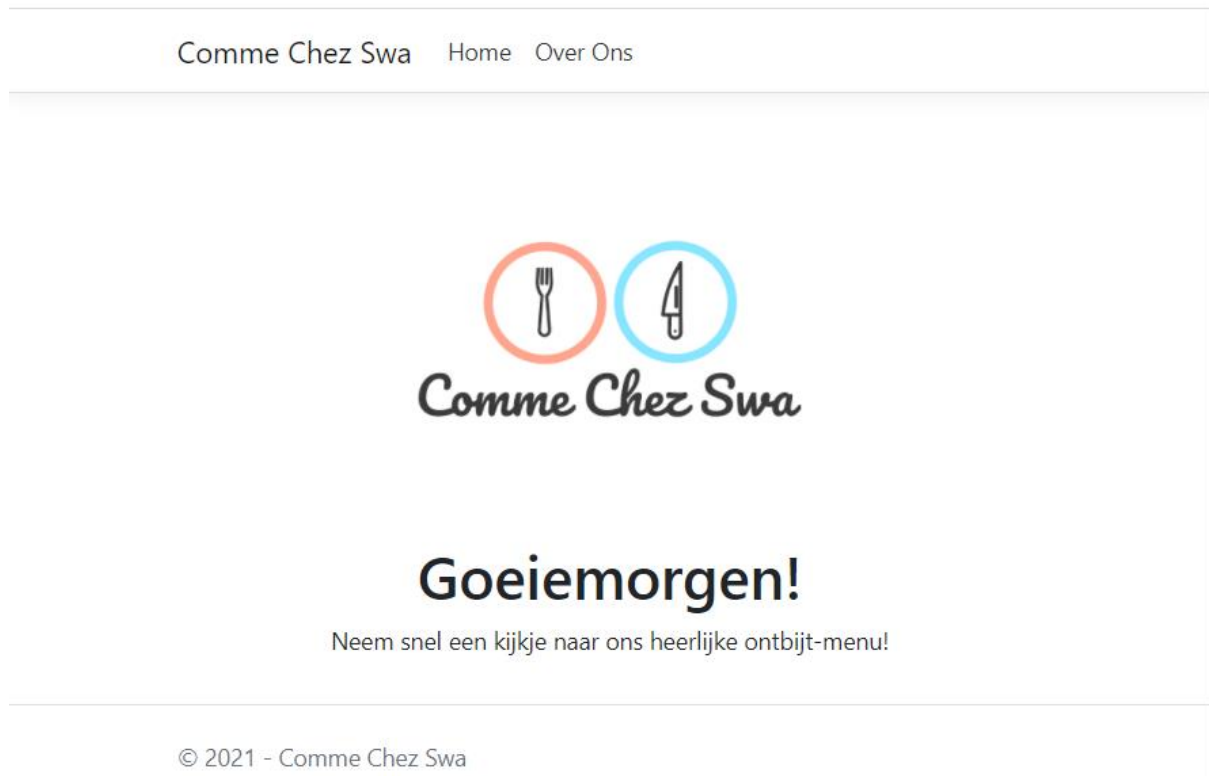 Comme Chez Swa Home Over Ons
Comme Chez Swa
Goeiemorgen!
Neem snel een kijkje naar ons heerlijke ontbijt-menu!
© 2021 - Comme Chez Swa